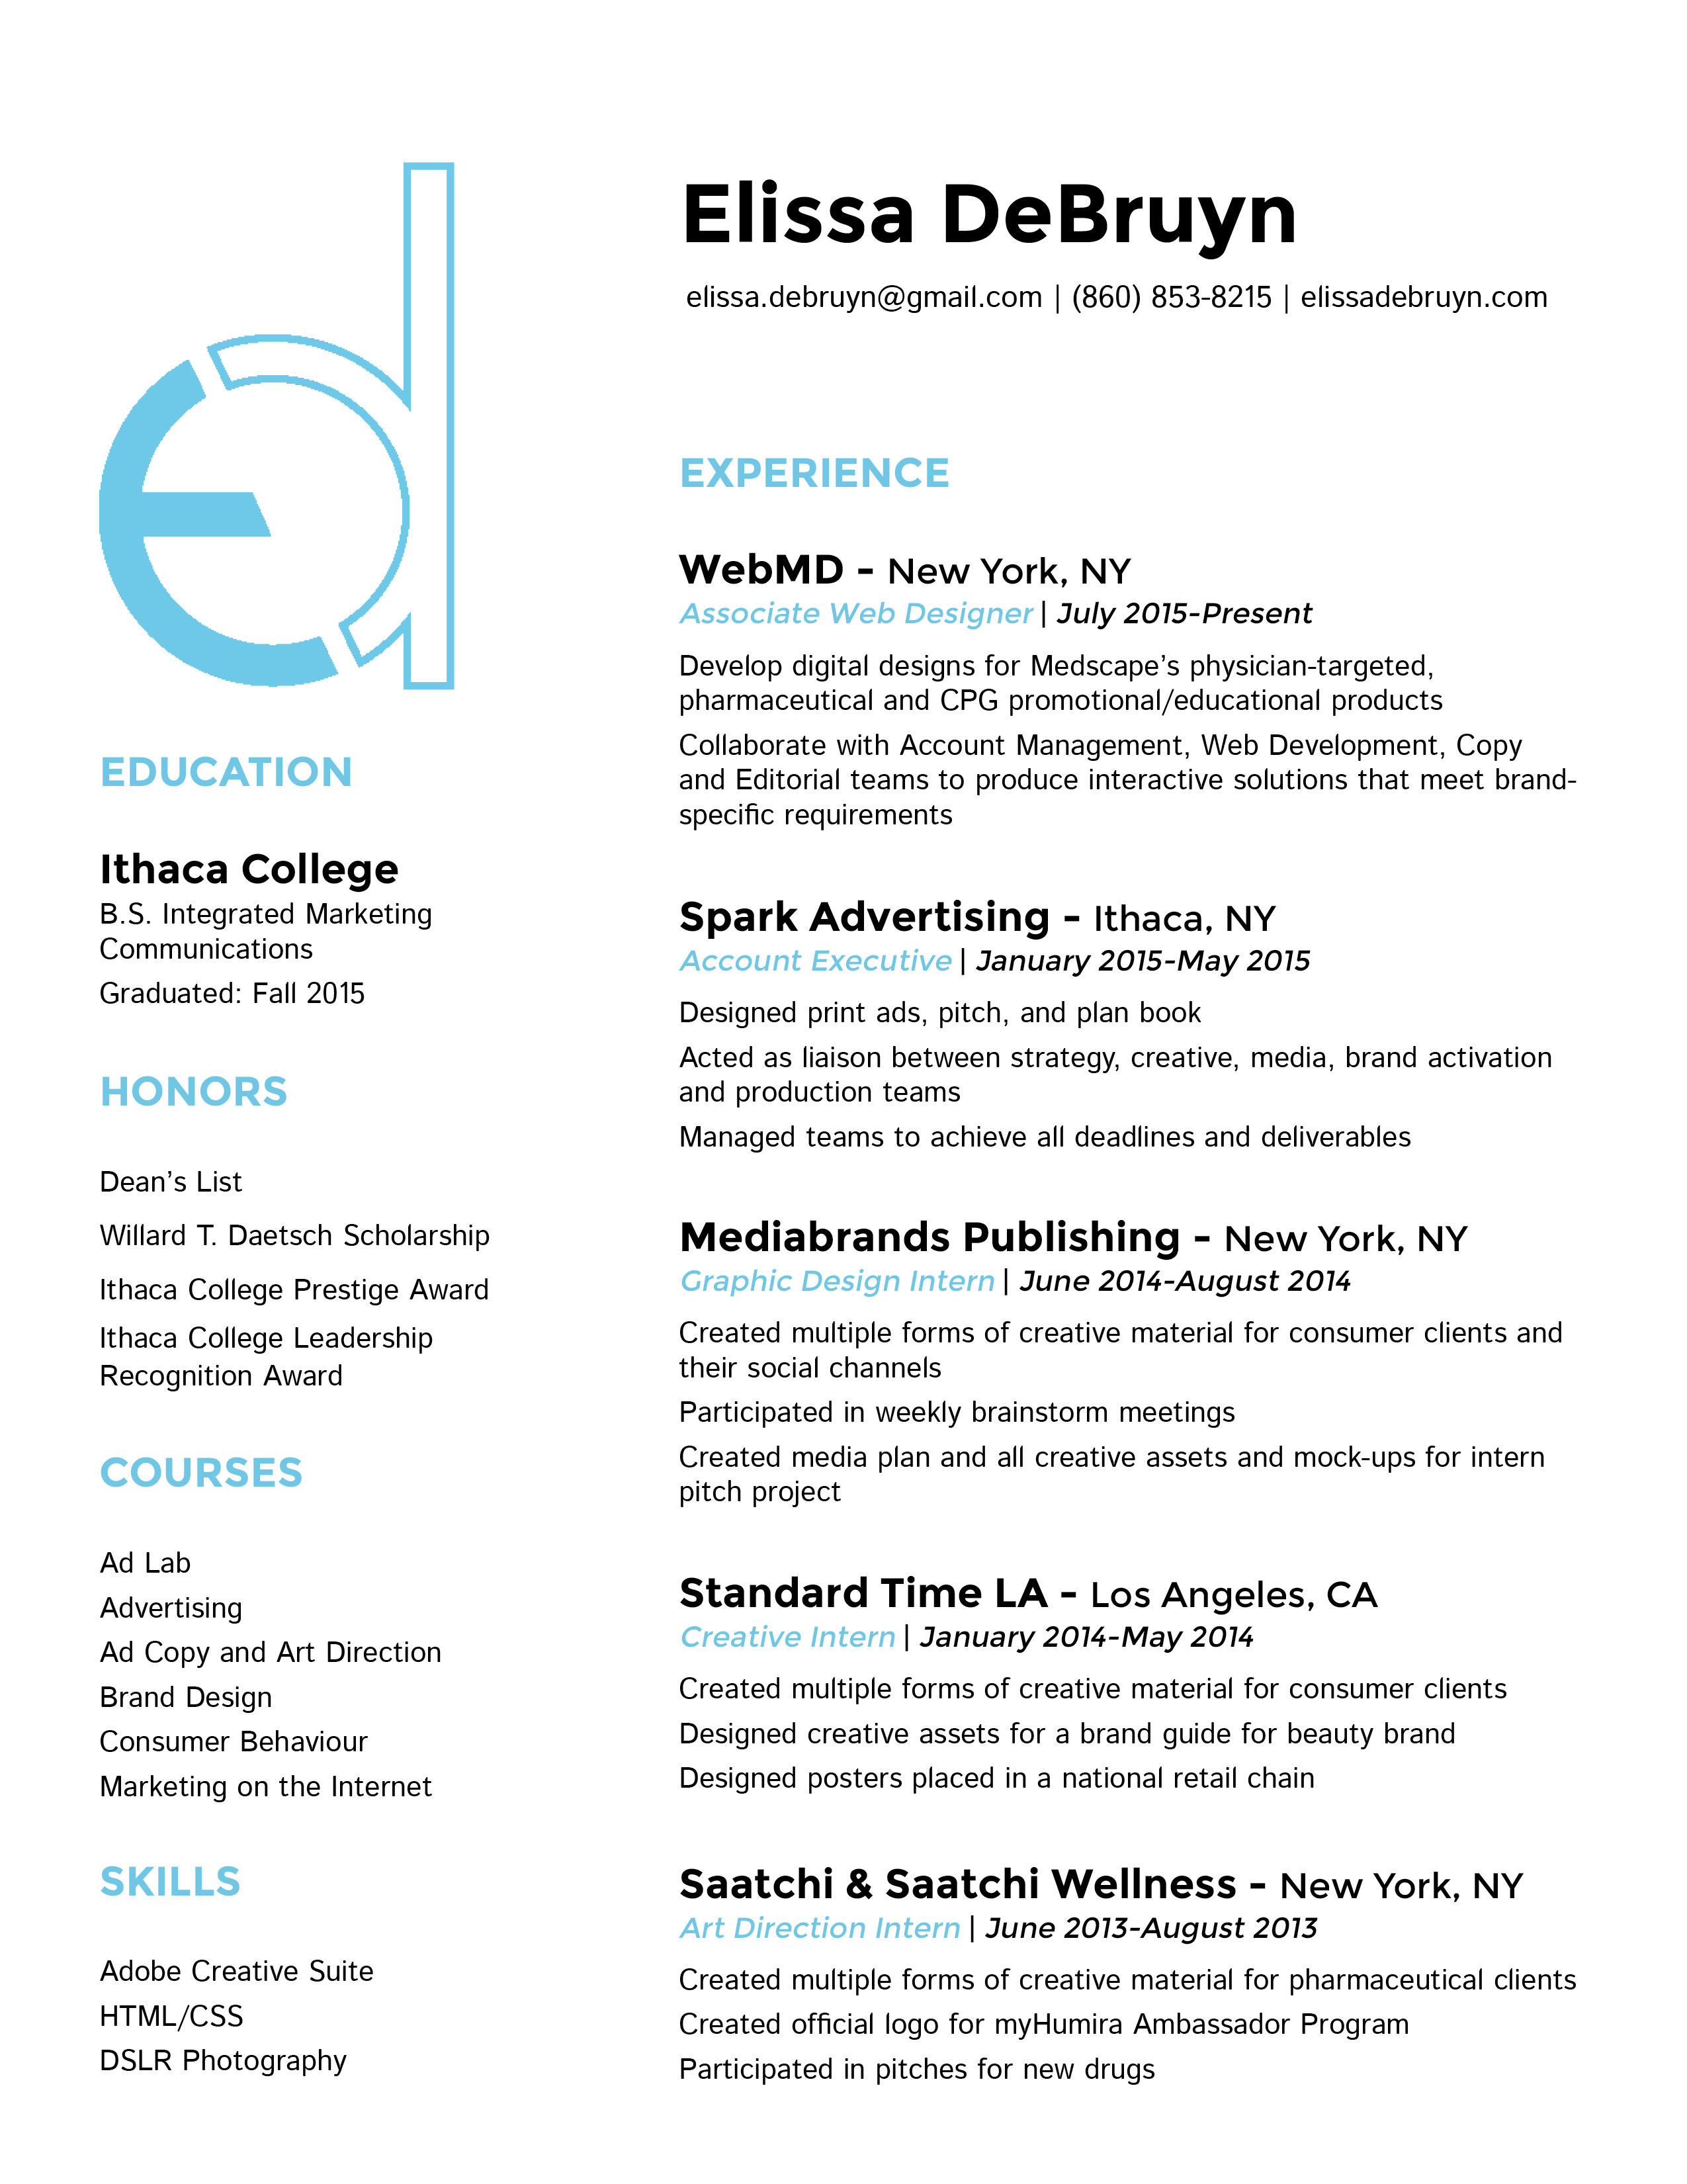 ed
Elissa DeBruyn
elissa.debruyn@gmail.com | (860) 853-8215 | elissadebruyn.com
EDUCATION
Ithaca College
B.S. Integrated Marketing
Communications
Graduated: Fall 2015
HONORS
Dean’s List
Willard T. Daetsch Scholarship
Ithaca College Prestige Award
Ithaca College Leadership
Recognition Award
COURSES
Ad Lab
Advertising
Ad Copy and Art Direction
Brand Design
Consumer Behaviour
Marketing on the Internet
SKILLS
Adobe Creative Suite
HTML/CSS
DSLR Photography
EXPERIENCE
WebMD - New York, NY
Associate Web Designer | July 2015-Present
Develop digital designs for Medscape’s physician-targeted,
pharmaceutical and CPG promotional/educational products
Collaborate with Account Management, Web Development, Copy
and Editorial teams to produce interactive solutions that meet brand-
specific requirements
Spark Advertising - Ithaca, NY
Account Executive | January 2015-May 2015
Designed print ads, pitch, and plan book
Acted as liaison between strategy, creative, media, brand activation
and production teams
Managed teams to achieve all deadlines and deliverables
Mediabrands Publishing - New York, NY
Graphic Design Intern | June 2014-August 2014
Created multiple forms of creative material for consumer clients and
their social channels
Participated in weekly brainstorm meetings
Created media plan and all creative assets and mock-ups for intern
pitch project
Standard Time LA - Los Angeles, CA
Creative Intern | January 2014-May 2014
Created multiple forms of creative material for consumer clients
Designed creative assets for a brand guide for beauty brand
Designed posters placed in a national retail chain
Saatchi & Saatchi Wellness - New York, NY
Art Direction Intern | June 2013-August 2013
Created multiple forms of creative material for pharmaceutical clients
Created official logo for myHumira Ambassador Program
Participated in pitches for new drugs